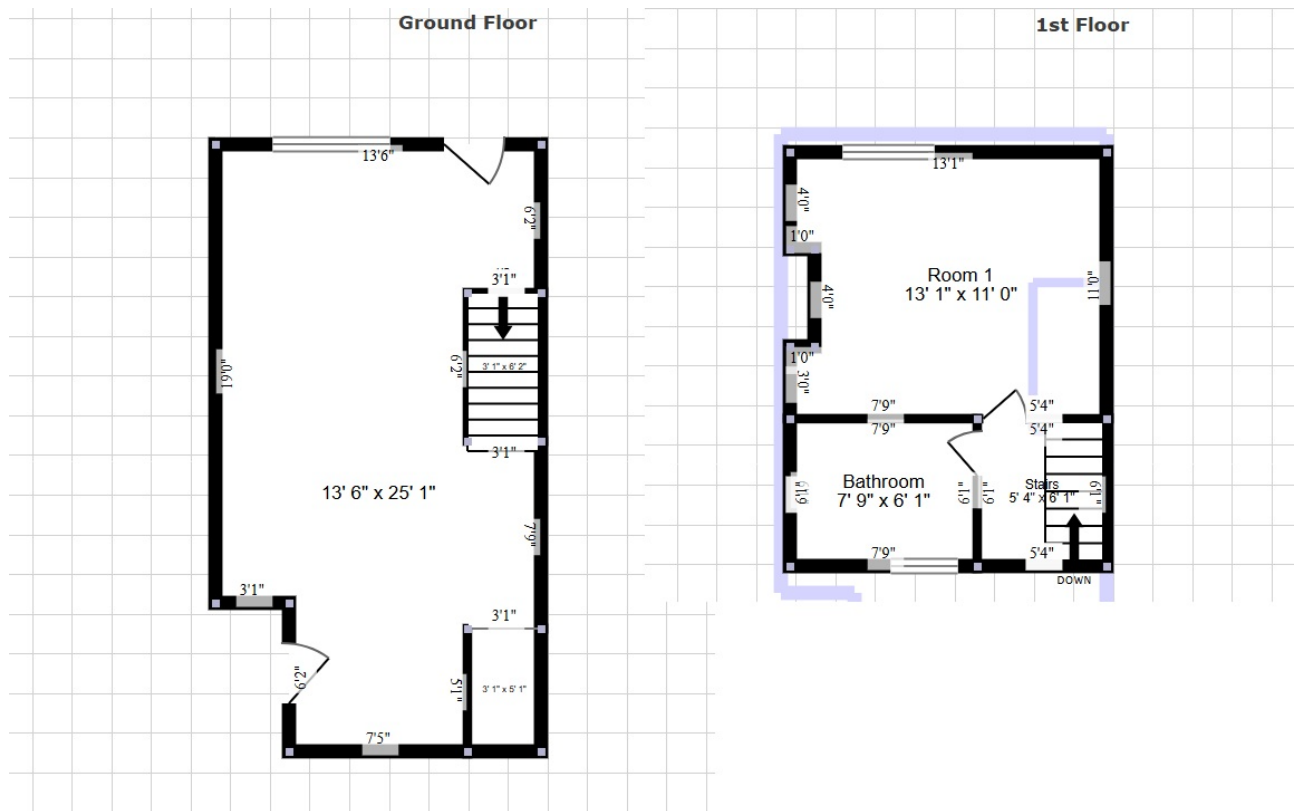 Ground Floor
13'6"
6'2"
3'1"
3' 1" x 6' 2"
6'2"
19'0"
3'1"
13' 6" x 25' 1"
7'9"
3'1"
3'1"
6'2"
5'1"
3' 1" x 5' 1"
7'5"
1st Floor
13'1"
4'0"
1'0"
Room 1
13' 1" x 11' 0"
11'0"
4'0"
1'0"
3'0"
7'9"
5'4"
7'9"
5'4"
Bathroom
7' 9" x 6' 1"
6'1"
6'1"
6'1"
Stairs
5' 4" x 6' 1"
6'1"
7'9"
5'4"
DOWN